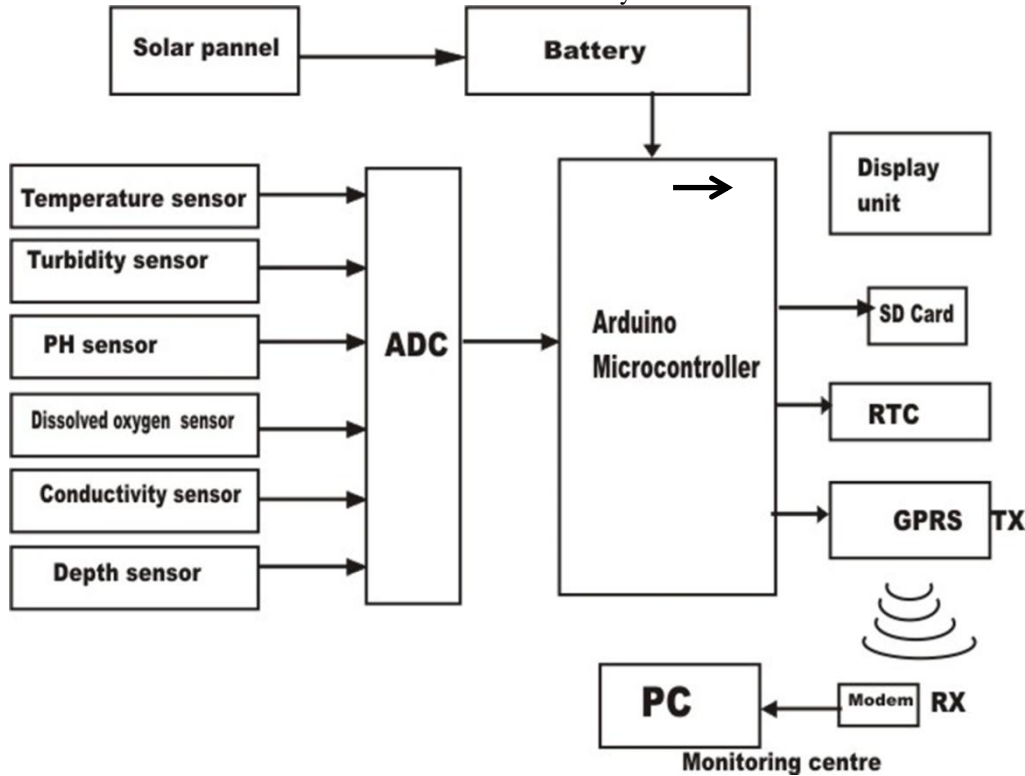 Solar pannel
Battery
Temperature sensor
Turbidity sensor
PH sensor
Dissolved oxygen sensor
Conductivity sensor
Depth sensor
ADC
Arduino
Microcontroller
Display
unit
SD Card
RTC
GPRS TX
PC
Modem RX
Monitoring centre